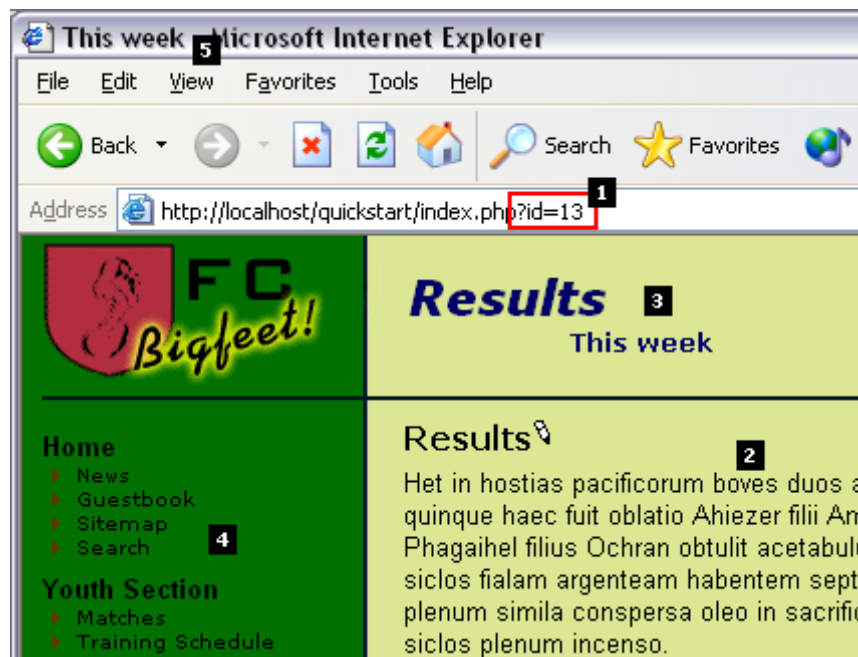 This week - Microsoft Internet Explorer
5
File Edit View Favorites Tools Help
Back Search Favorites
Address http://localhost/quickstart/index.php?id=13
1
FC
Bigfeet!
Results 3
This week
Home
News
Guestbook
Sitemap
Search
4
Youth Section
Matches
Training Schedule
Results
2
Het in hostias pacificorum boves duos a
quinque haec fuit oblatio Ahiezer filii Am
Phagaihel filius Ochran obtulit acetabul
siclos fialam argenteam habentem sept
plenum simila conspersa oleo in sacrific
siclos plenum incenso.